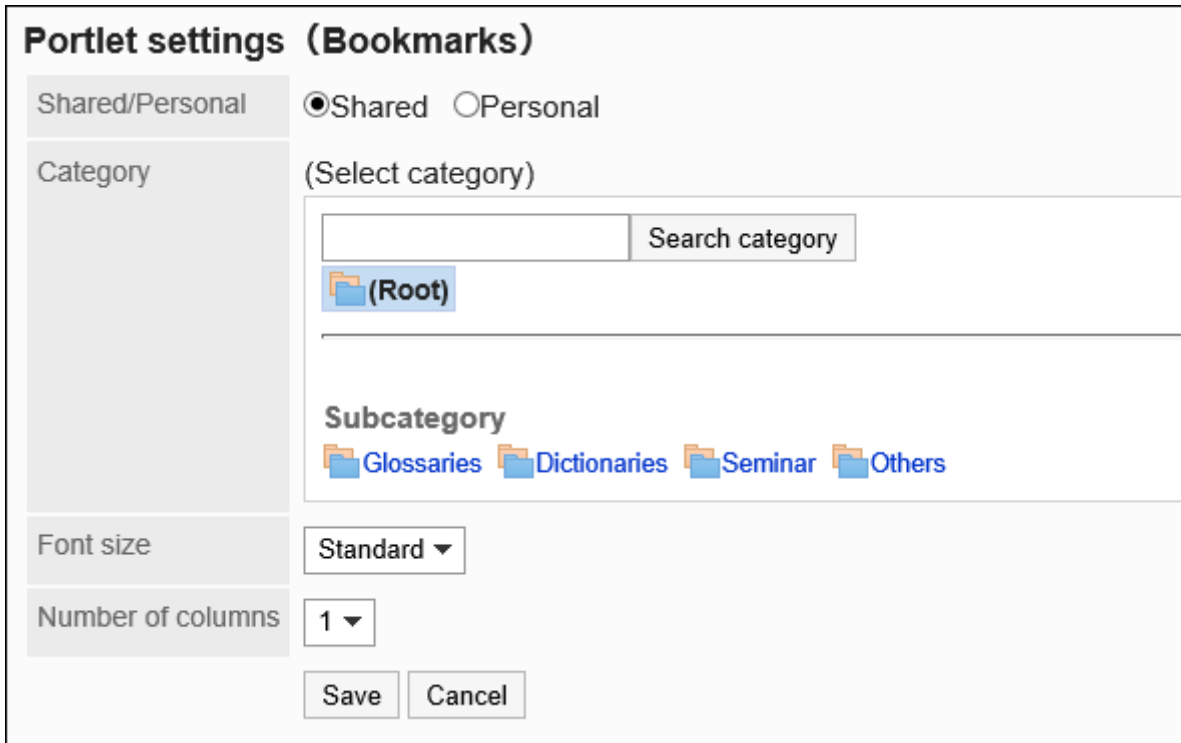 Portlet settings（Bookmarks）
Shared/Personal Shared Personal
Category (Select category)
Search category
(Root)
Subcategory
Glossaries Dictionaries Seminar Others
Font size Standard
Number of columns 1
Save Cancel